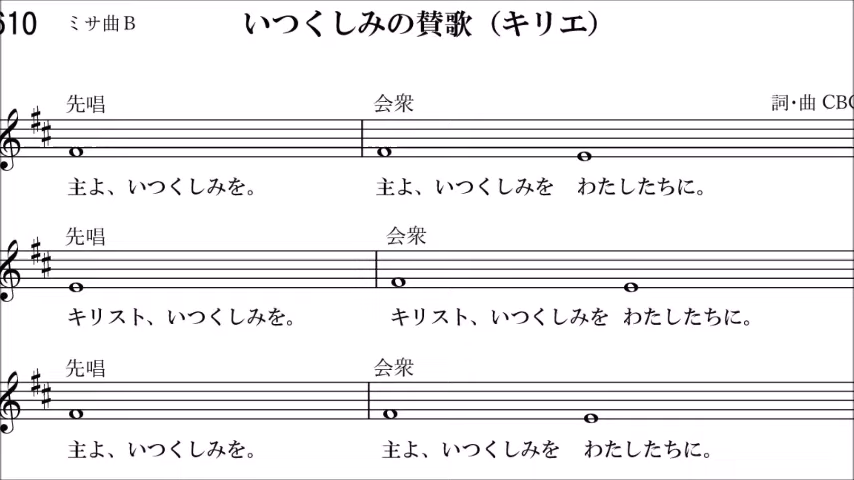 610 ミサ曲B いつくしみの賛歌（キリエ）
先唱 会衆 詞・曲 CBC
主よ、いつくしみを。 主よ、いつくしみを わたしたちに。
先唱 会衆
キリスト、いつくしみを。 キリスト、いつくしみを わたしたちに。
先唱 会衆
主よ、いつくしみを。 主よ、いつくしみを わたしたちに。